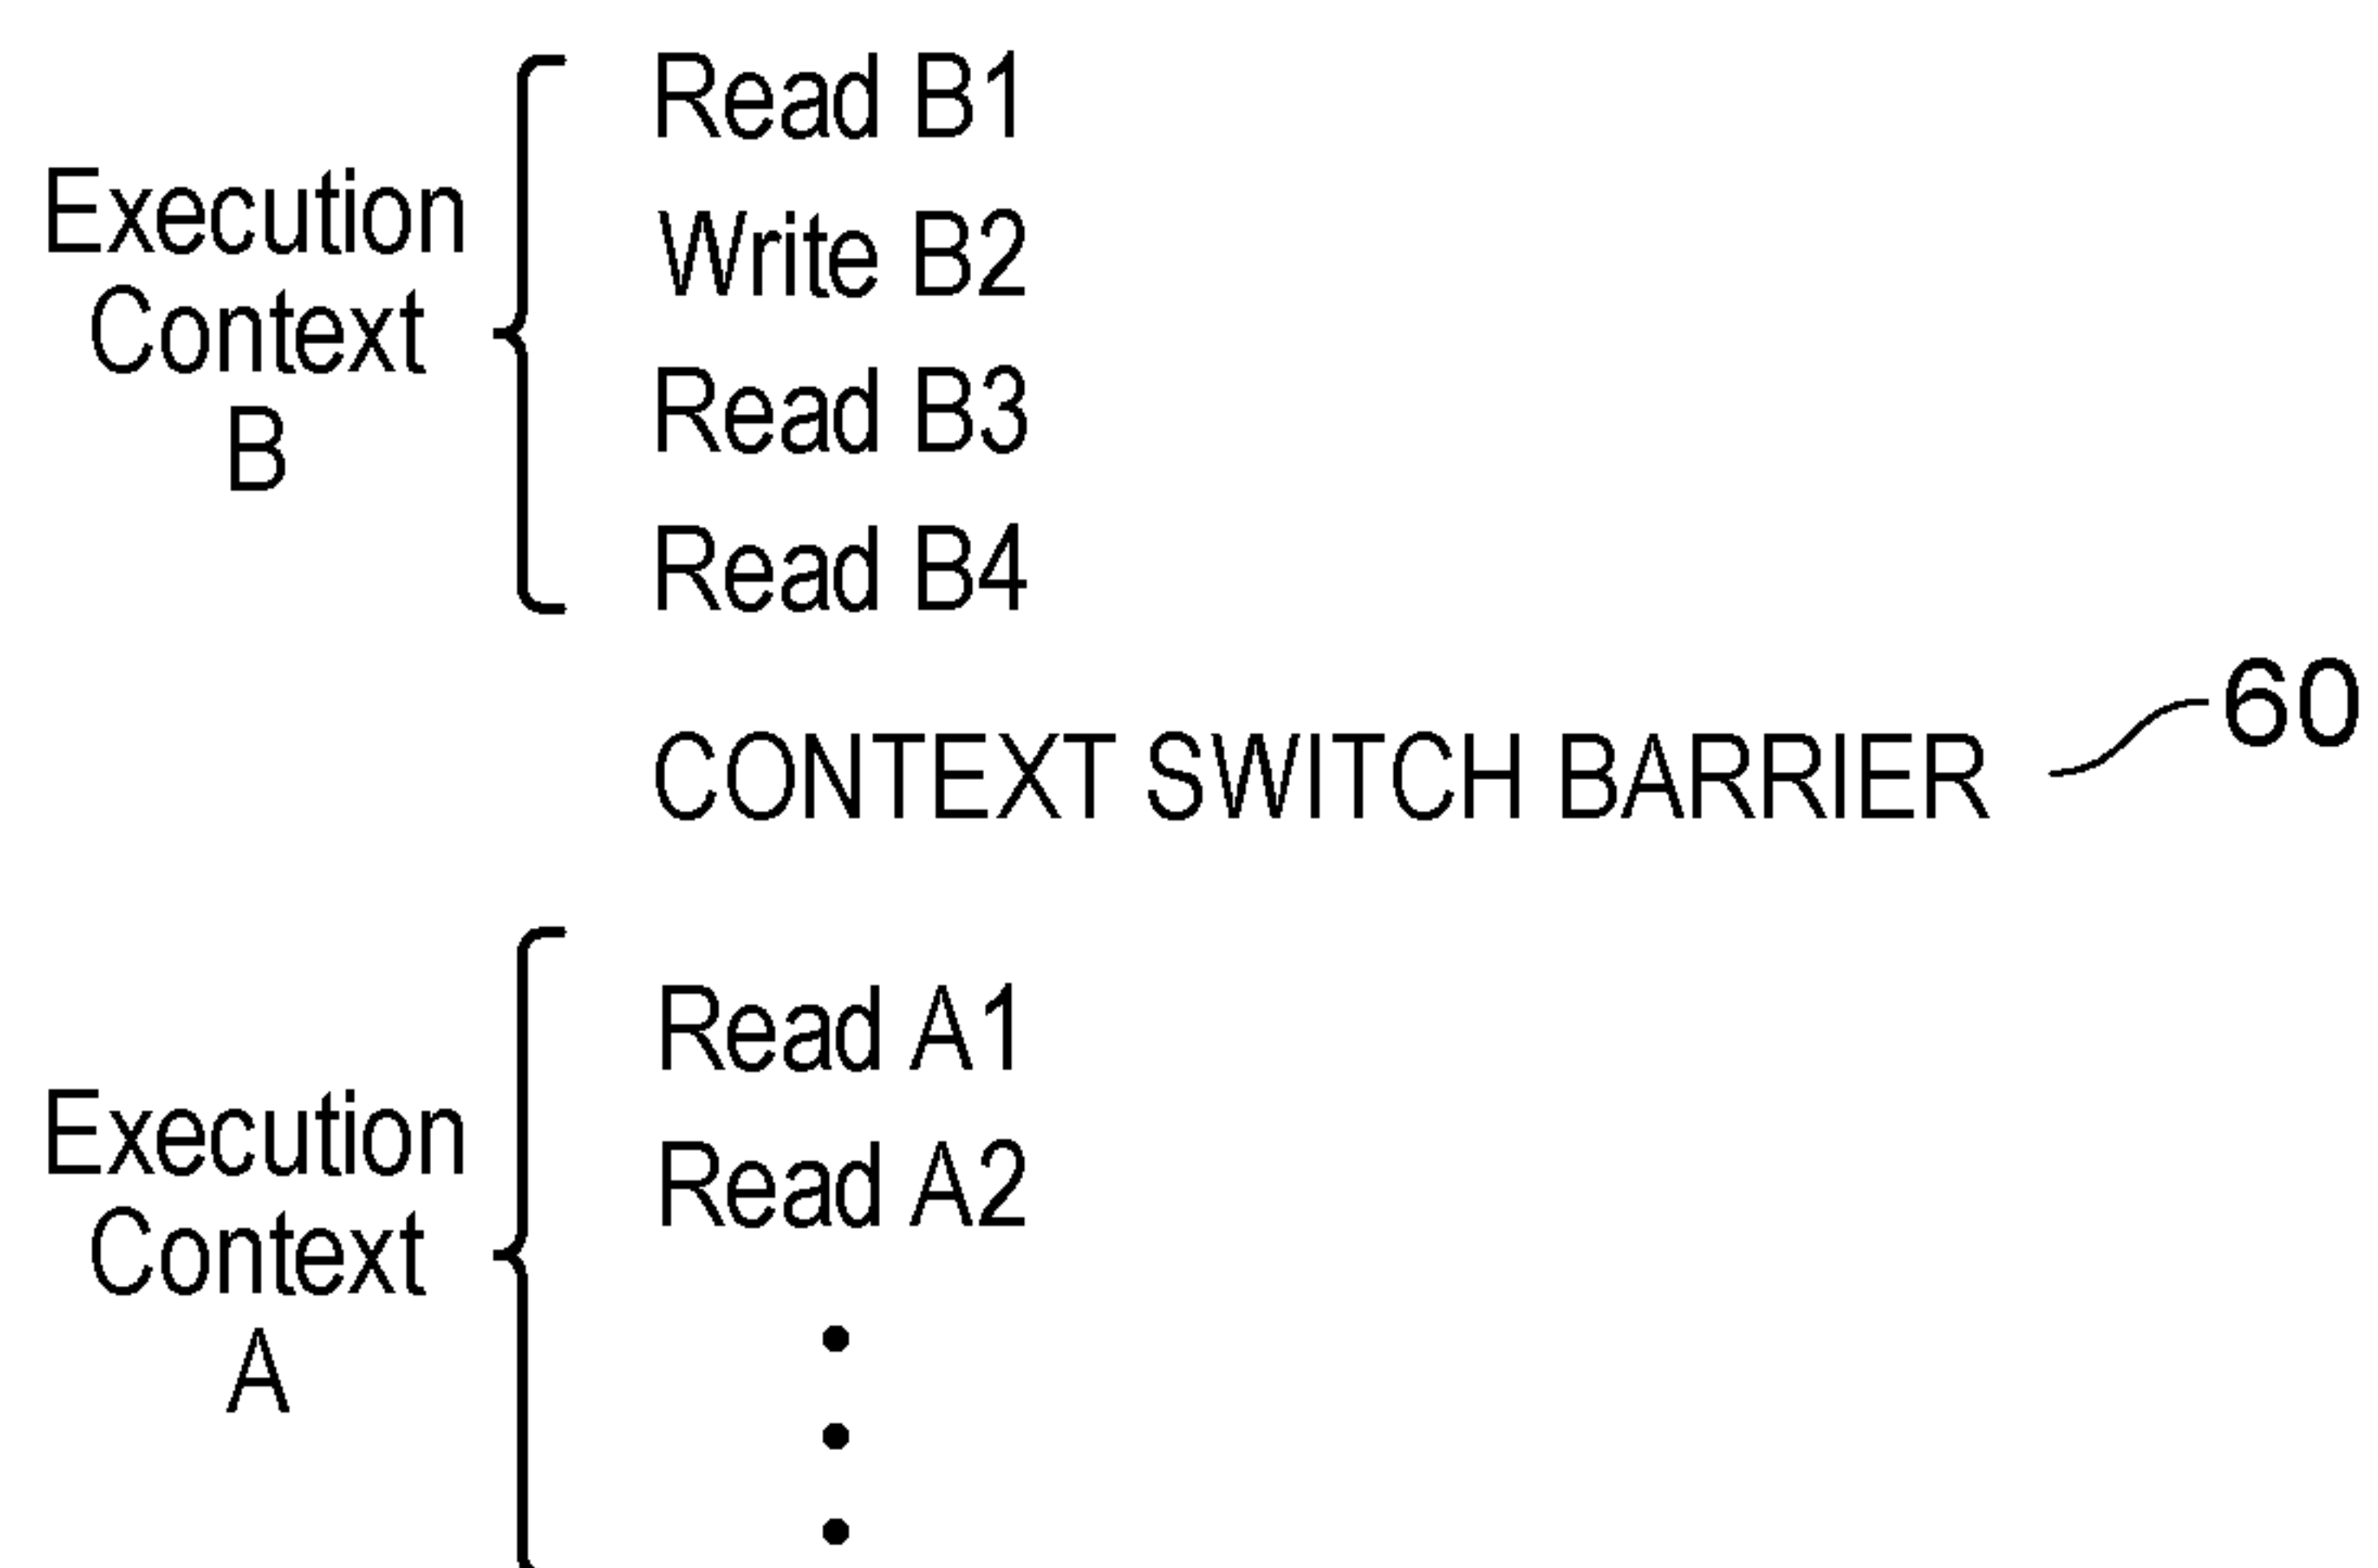 Read B1
Execution
Context
B
Write B2
Read B3
Read B4
CONTEXT SWITCH BARRIER 60
Read A1
Execution
Context
A
Read A2